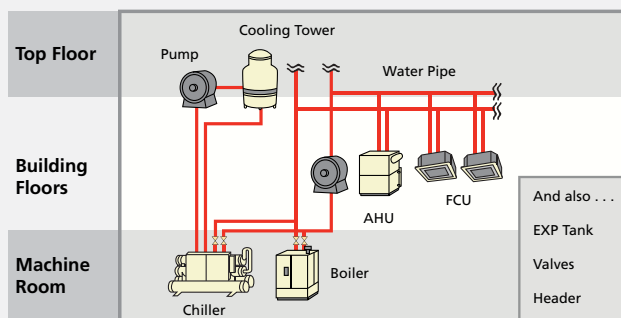 Cooling Tower
Top Floor
Pump
Water Pipe
Building
Floors
AHU
FCU
And also . . .
EXP Tank
Valves
Header
Machine
Room
Boiler
Chiller